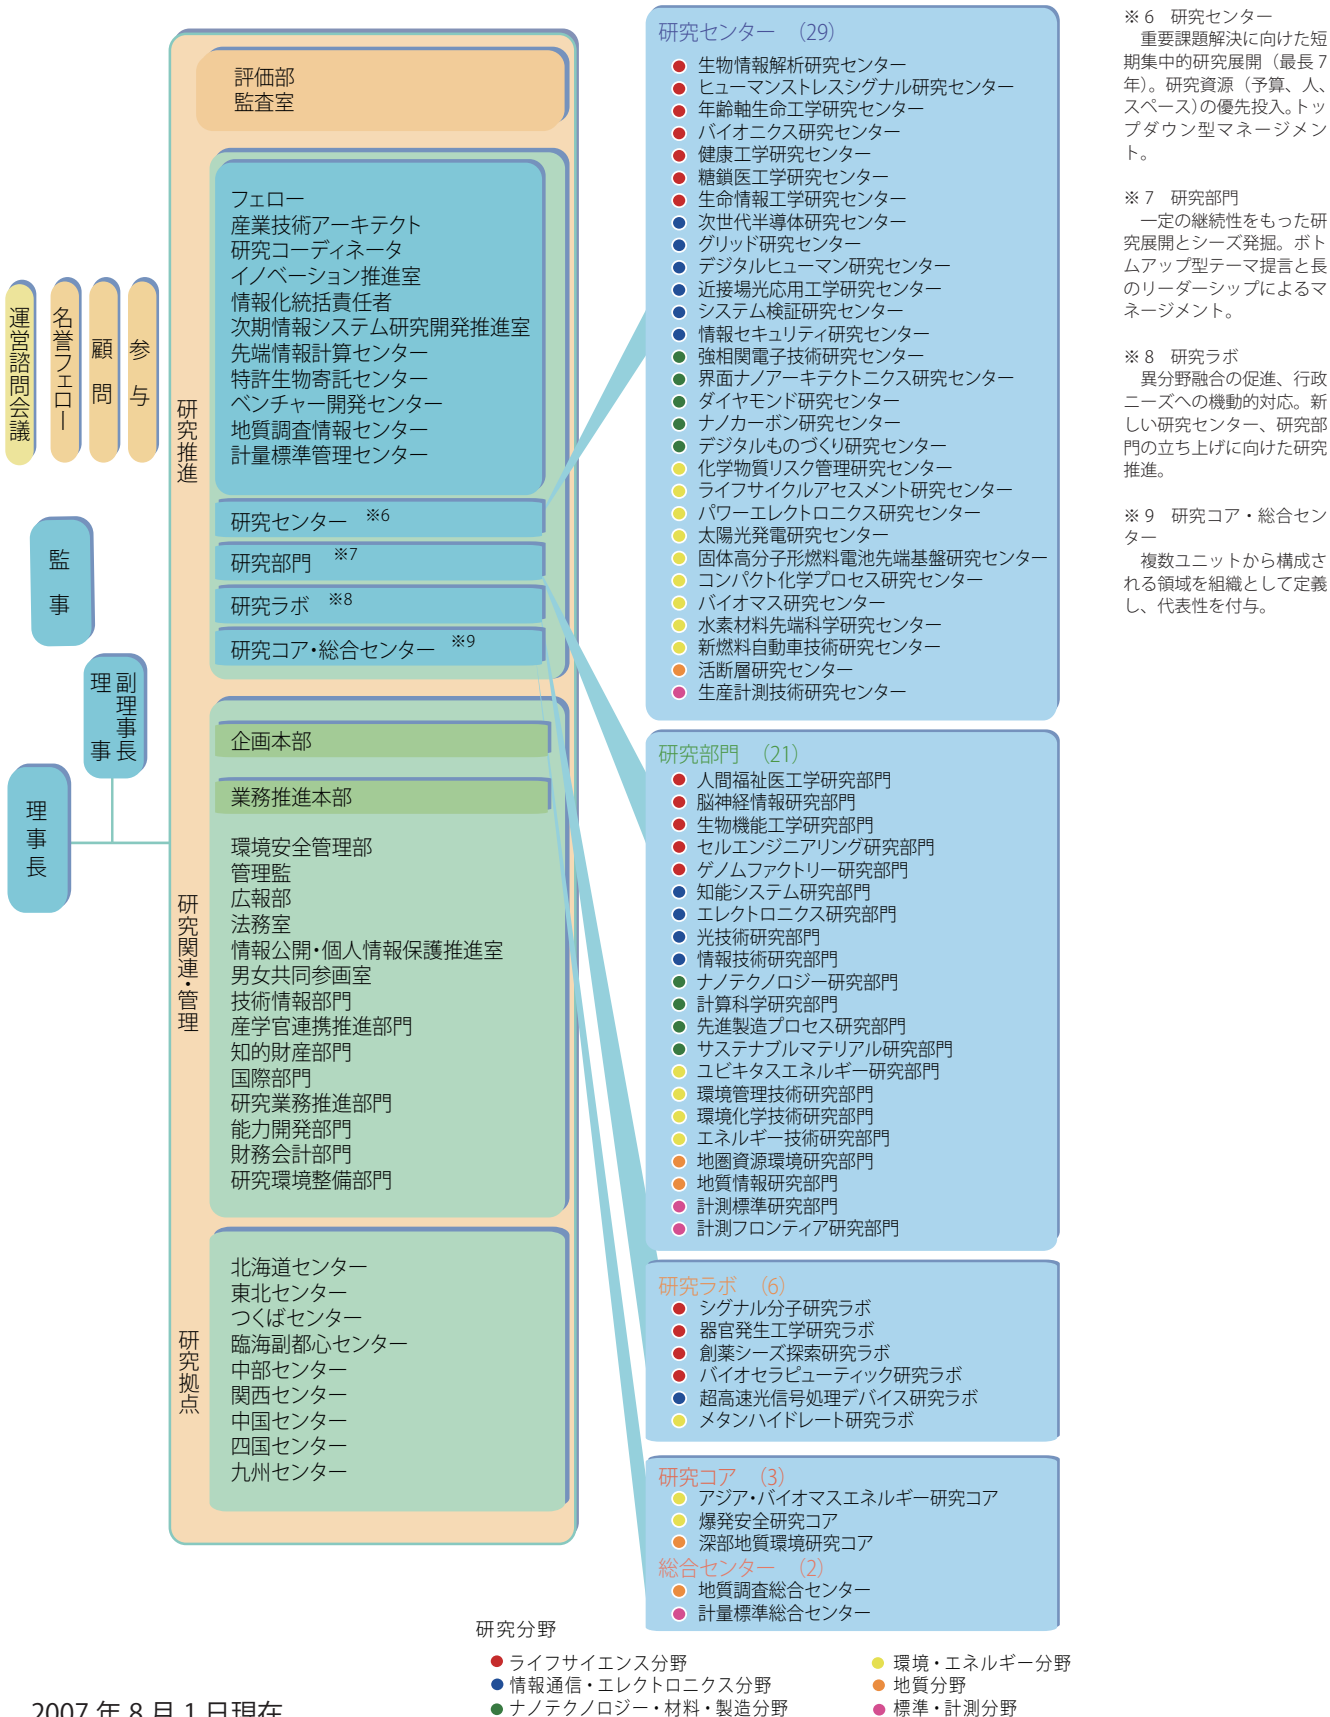 運営諮問会議
名誉フェロー
顧問
参与
監事
副理事長
理事
理事長
評価部
監査室
研究推進
フェロー
産業技術アーキテクト
研究コーディネータ
イノベーション推進室
情報化統括責任者
次期情報システム研究開発推進室
先端情報計算センター
特許生物寄託センター
ベンチャー開発センター
地質調査情報センター
計量標準管理センター
研究センター ※6
研究部門 ※7
研究ラボ ※8
研究コア・総合センター ※9
研究関連・管理
企画本部
業務推進本部
環境安全管理部
管理監
広報部
法務室
情報公開・個人情報保護推進室
男女共同参画室
技術情報部門
産学官連携推進部門
知的財産部門
国際部門
研究業務推進部門
能力開発部門
財務会計部門
研究環境整備部門
研究拠点
北海道センター
東北センター
つくばセンター
臨海副都心センター
中部センター
関西センター
中国センター
四国センター
九州センター
研究センター （29）
生物情報解析研究センター
ヒューマンストレスシグナル研究センター
年齢軸生命工学研究センター
バイオニクス研究センター
健康工学研究センター
糖鎖医工学研究センター
生命情報工学研究センター
次世代半導体研究センター
グリッド研究センター
デジタルヒューマン研究センター
近接場光応用工学研究センター
システム検証研究センター
情報セキュリティ研究センター
強相関電子技術研究センター
界面ナノアーキテクトニクス研究センター
ダイヤモンド研究センター
ナノカーボン研究センター
デジタルものづくり研究センター
化学物質リスク管理研究センター
ライフサイクルアセスメント研究センター
パワーエレクトロニクス研究センター
太陽光発電研究センター
固体高分子形燃料電池先端基盤研究センター
コンパクト化学プロセス研究センター
バイオマス研究センター
水素材料先端科学研究センター
新燃料自動車技術研究センター
活断層研究センター
生産計測技術研究センター
研究部門 （21）
人間福祉医工学研究部門
脳神経情報研究部門
生物機能工学研究部門
セルエンジニアリング研究部門
ゲノムファクトリー研究部門
知能システム研究部門
エレクトロニクス研究部門
光技術研究部門
情報技術研究部門
ナノテクノロジー研究部門
計算科学研究部門
先進製造プロセス研究部門
サステナブルマテリアル研究部門
ユビキタスエネルギー研究部門
環境管理技術研究部門
環境化学技術研究部門
エネルギー技術研究部門
地圏資源環境研究部門
地質情報研究部門
計測標準研究部門
計測フロンティア研究部門
研究ラボ （6）
シグナル分子研究ラボ
器官発生工学研究ラボ
創薬シーズ探索研究ラボ
バイオセラピューティック研究ラボ
超高速光信号処理デバイス研究ラボ
メタンハイドレート研究ラボ
研究コア （3）
アジア・バイオマスエネルギー研究コア
爆発安全研究コア
深部地質環境研究コア
総合センター （2）
地質調査総合センター
計量標準総合センター
※6 研究センター
重要課題解決に向けた短
期集中的研究展開（最長7
年）。研究資源（予算、人、
スペース）の優先投入。トッ
プダウン型マネージメン
ト。
※7 研究部門
一定の継続性をもった研
究展開とシーズ発掘。ボト
ムアップ型テーマ提言と長
のリーダーシップによるマ
ネージメント。
※8 研究ラボ
異分野融合の促進、行政
ニーズへの機動的対応。新
しい研究センター、研究部
門の立ち上げに向けた研究
推進。
※9 研究コア・総合セン
ター
複数ユニットから構成さ
れる領域を組織として定義
し、代表性を付与。
研究分野
ライフサイエンス分野
情報通信・エレクトロニクス分野
ナノテクノロジー・材料・製造分野
環境・エネルギー分野
地質分野
標準・計測分野
2007 年 8 月 1 日現在